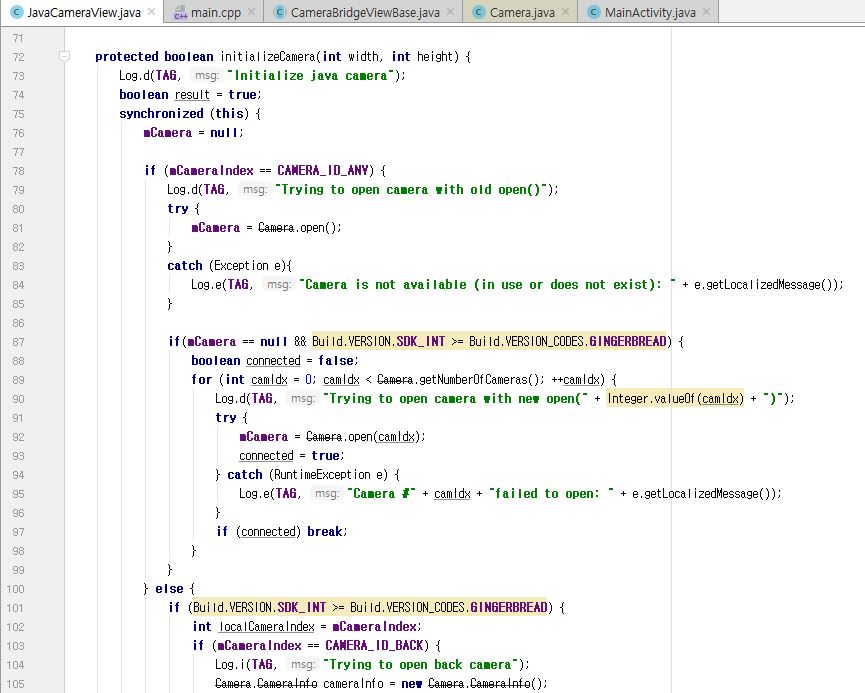 JavaCameraView.java × main.cpp × CameraBridgeViewBase.java × Camera.java × MainActivity.java ×
71
72 protected boolean initializeCamera(int width, int height) {
73 Log.d(TAG, msg: "Initialize java camera");
74 boolean result = true;
75 synchronized (this) {
76 mCamera = null;
77
78 if (mCameraIndex == CAMERA_ID_ANY) {
79 Log.d(TAG, msg: "Trying to open camera with old open()");
80 try {
81 mCamera = Camera.open();
82 }
83 catch (Exception e){
84 Log.e(TAG, msg: "Camera is not available (in use or does not exist): " + e.getLocalizedMessage());
85 }
86
87 if(mCamera == null && Build.VERSION.SDK_INT >= Build.VERSION_CODES.GINGERBREAD) {
88 boolean connected = false;
89 for (int camIdx = 0; camIdx < Camera.getNumberOfCameras(); ++camIdx) {
90 Log.d(TAG, msg: "Trying to open camera with new open(" + Integer.valueOf(camIdx) + ")");
91 try {
92 mCamera = Camera.open(camIdx);
93 connected = true;
94 } catch (RuntimeException e) {
95 Log.e(TAG, msg: "Camera #" + camIdx + "failed to open: " + e.getLocalizedMessage());
96 }
97 if (connected) break;
98 }
99 }
100 } else {
101 if (Build.VERSION.SDK_INT >= Build.VERSION_CODES.GINGERBREAD) {
102 int localCameraIndex = mCameraIndex;
103 if (mCameraIndex == CAMERA_ID_BACK) {
104 Log.i(TAG, msg: "Trying to open back camera");
105 Camera.CameraInfo cameraInfo = new Camera.CameraInfo();